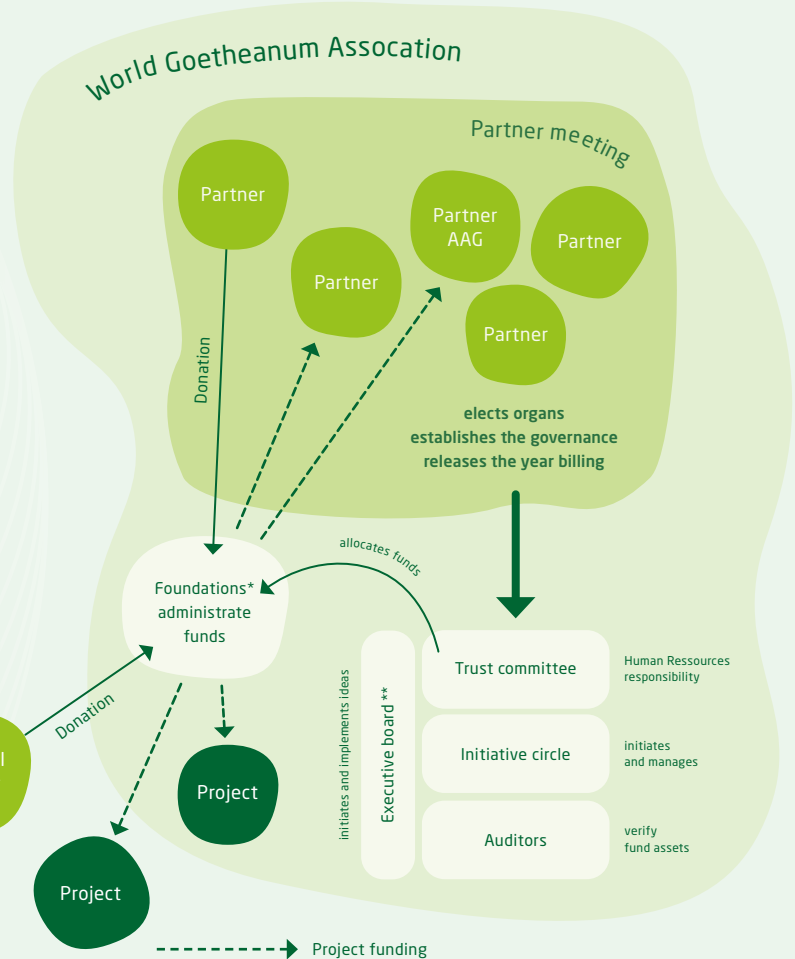 World Goetheanum Assocation
Partner meeting
Partner
Partner
AAG
Partner
Partner
Partner
Donation
elects organs
establishes the governance
releases the year billing
allocates funds
Foundations*
administrate
funds
Donation
initiates and implements ideas
Executive board **
Trust committee
Human Ressources
responsibility
Initiative circle
initiates
and manages
Auditors
verify
fund assets
Project
Project
Project funding